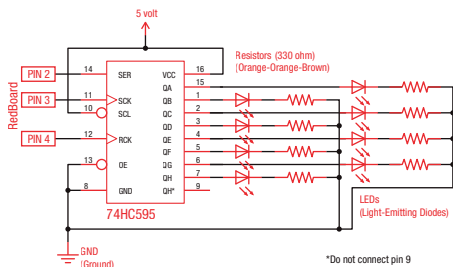 5 volt
Resistors (330 ohm)
(Orange-Orange-Brown)
RedBoard
PIN 2
PIN 3
PIN 4
14
11
10
12
13
8
SER
SCK
SCL
RCK
OE
GND
VCC
QA
QB
QC
QD
QE
QF
QG
QH
QH*
16
15
1
2
3
4
5
6
7
9
74HC595
LEDs
(Light-Emitting Diodes)
GND
(Ground)
*Do not connect pin 9